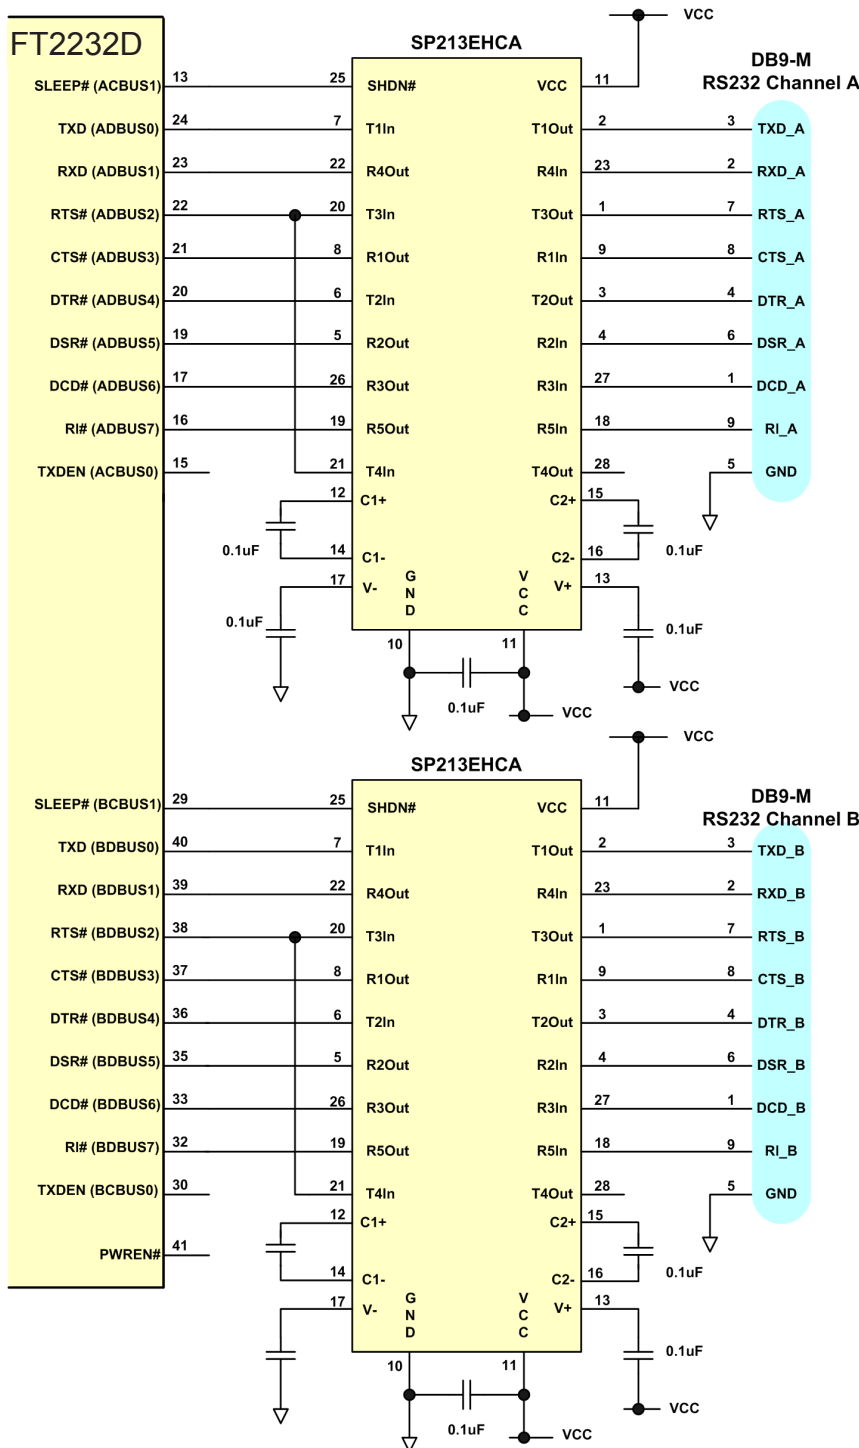 VCC
FT2232D
SP213EHCA
DB9-M
RS232 Channel A
SLEEP# (ACBUS1) 13 25 SHDN# VCC 11
TXD (ADBUS0) 24 7 T1In T1Out 2 3 TXD_A
RXD (ADBUS1) 23 22 R4Out R4In 23 2 RXD_A
RTS# (ADBUS2) 22 20 T3In T3Out 1 7 RTS_A
CTS# (ADBUS3) 21 8 R1Out R1In 9 8 CTS_A
DTR# (ADBUS4) 20 6 T2In T2Out 3 4 DTR_A
DSR# (ADBUS5) 19 5 R2Out R2In 4 6 DSR_A
DCD# (ADBUS6) 17 26 R3Out R3In 27 1 DCD_A
RI# (ADBUS7) 16 19 R5Out R5In 18 9 RI_A
TXDEN (ACBUS0) 15 21 T4In T4Out 28 5 GND
12 C1+ C2+ 15
0.1uF 0.1uF
14 C1- C2- 16
17 V- GND VCC V+ 13
0.1uF 0.1uF
10 11
VCC
0.1uF VCC
VCC
SP213EHCA
DB9-M
RS232 Channel B
SLEEP# (BCBUS1) 29 25 SHDN# VCC 11
TXD (BDBUS0) 40 7 T1In T1Out 2 3 TXD_B
RXD (BDBUS1) 39 22 R4Out R4In 23 2 RXD_B
RTS# (BDBUS2) 38 20 T3In T3Out 1 7 RTS_B
CTS# (BDBUS3) 37 8 R1Out R1In 9 8 CTS_B
DTR# (BDBUS4) 36 6 T2In T2Out 3 4 DTR_B
DSR# (BDBUS5) 35 5 R2Out R2In 4 6 DSR_B
DCD# (BDBUS6) 33 26 R3Out R3In 27 1 DCD_B
RI# (BDBUS7) 32 19 R5Out R5In 18 9 RI_B
TXDEN (BCBUS0) 30 21 T4In T4Out 28 5 GND
12 C1+ C2+ 15
PWREN# 41
0.1uF
14 C1- C2- 16
17 V- GND VCC V+ 13
0.1uF
10 11
VCC
0.1uF VCC